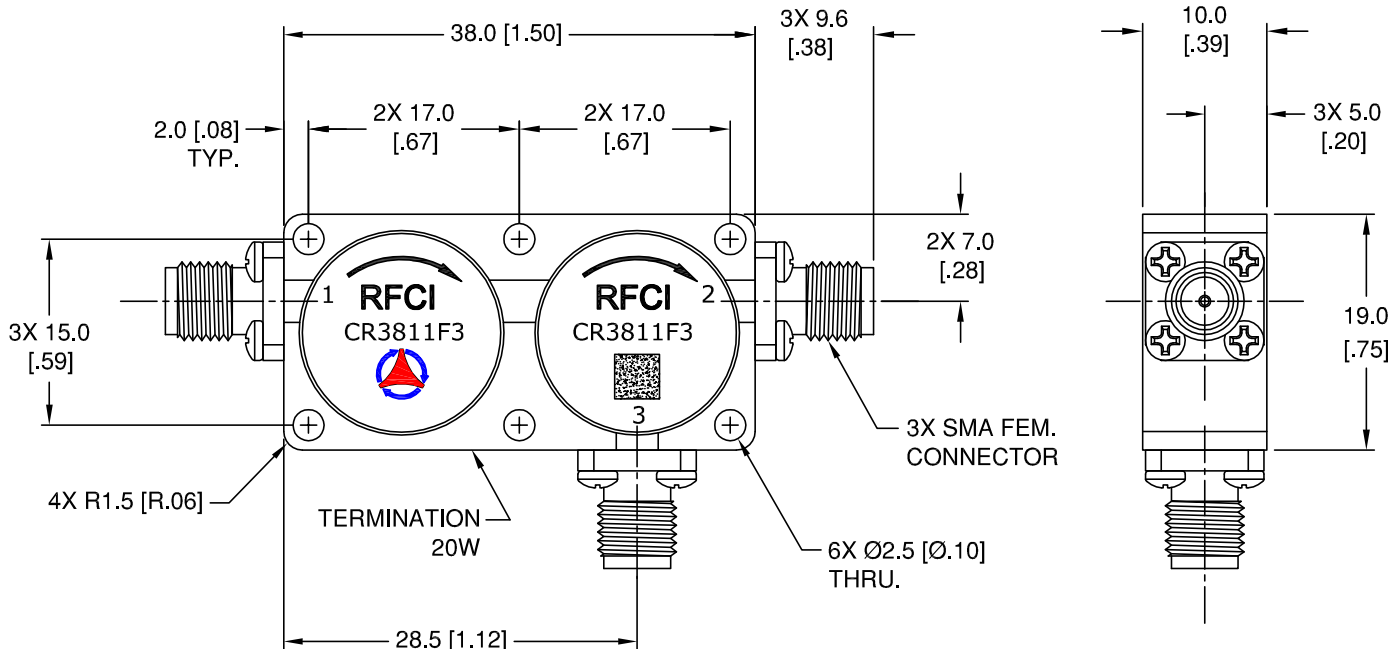 38.0 [1.50]
3X 9.6
[.38]
10.0
[.39]
2.0 [.08]
TYP.
2X 17.0
[.67]
2X 17.0
[.67]
3X 5.0
[.20]
2X 7.0
[.28]
3X 15.0
[.59]
1
RFCI
CR3811F3
RFCI
2
CR3811F3
3
19.0
[.75]
3X SMA FEM.
CONNECTOR
4X R1.5 [R.06]
TERMINATION
20W
6X Ø2.5 [Ø.10]
THRU.
28.5 [1.12]